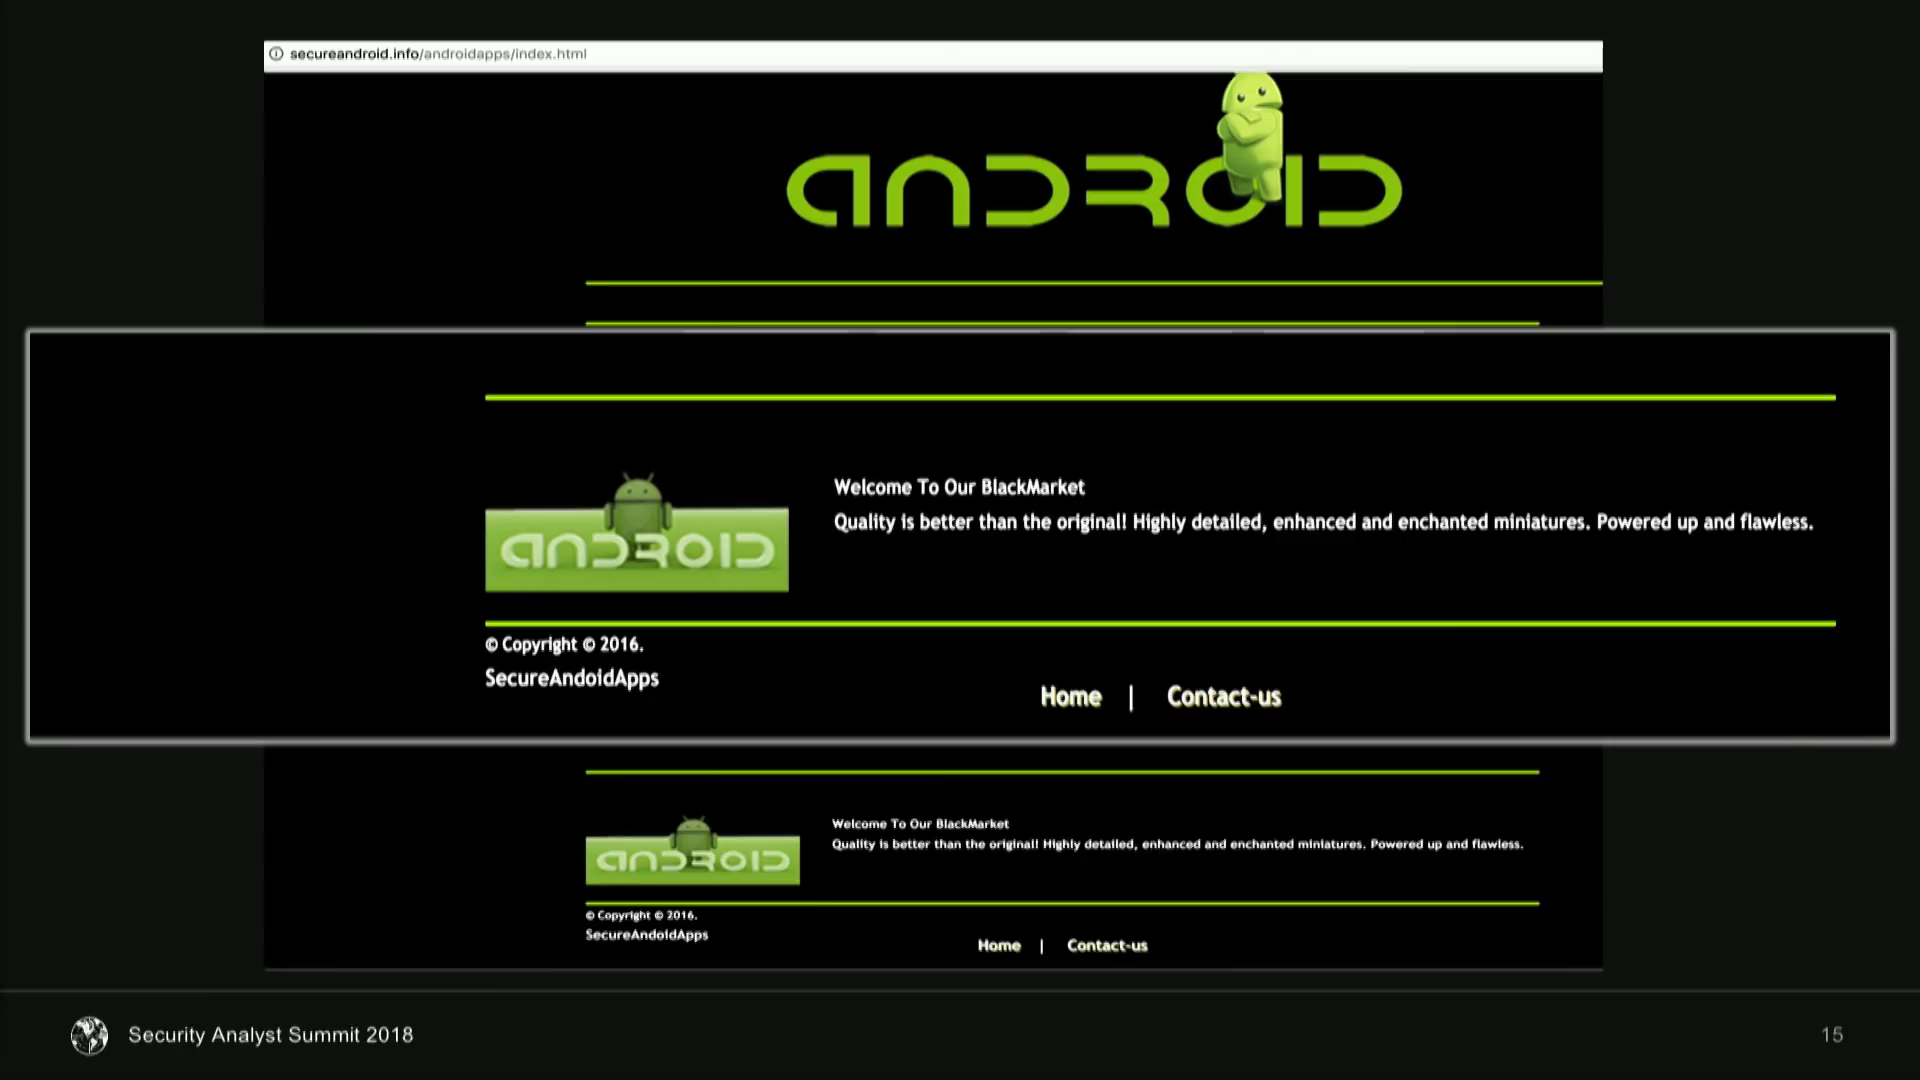 secureandroid.info/androidapps/index.html
ANDROID
Welcome To Our BlackMarket
Quality is better than the original! Highly detailed, enhanced and enchanted miniatures. Powered up and flawless.
ANDROID
© Copyright © 2016.
SecureAndoidApps
Home | Contact-us
Welcome To Our BlackMarket
Quality is better than the original! Highly detailed, enhanced and enchanted miniatures. Powered up and flawless.
ANDROID
© Copyright © 2016.
SecureAndoidApps
Home | Contact-us
Security Analyst Summit 2018
15